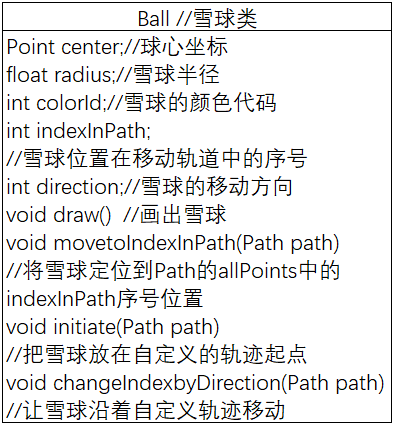 Ball //雪球类
Point center;//球心坐标
float radius;//雪球半径
int colorId;//雪球的颜色代码
int indexInPath;
//雪球位置在移动轨道中的序号
int direction;//雪球的移动方向
void draw()  //画出雪球
void movetoIndexInPath(Path path)
//将雪球定位到Path的allPoints中的
indexInPath序号位置
void initiate(Path path)
//把雪球放在自定义的轨迹起点
void changeIndexbyDirection(Path path)
//让雪球沿着自定义轨迹移动